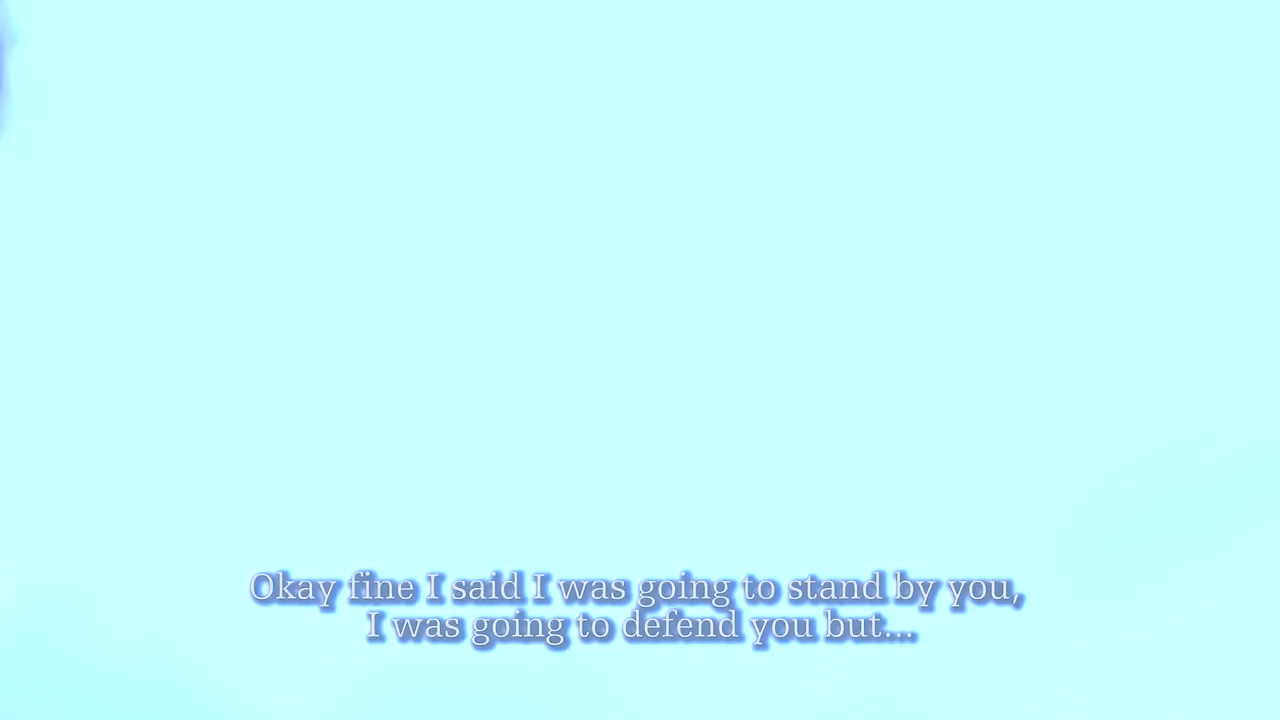 Okay fine I said I was going to stand by you,
I was going to defend you but...